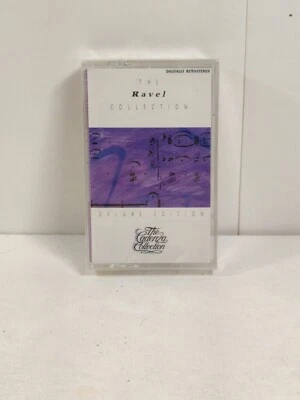 DIGITALLY REMASTERED
THE
Ravel
COLLECTION
DELUXE EDITION
The
Cadenza
Collection